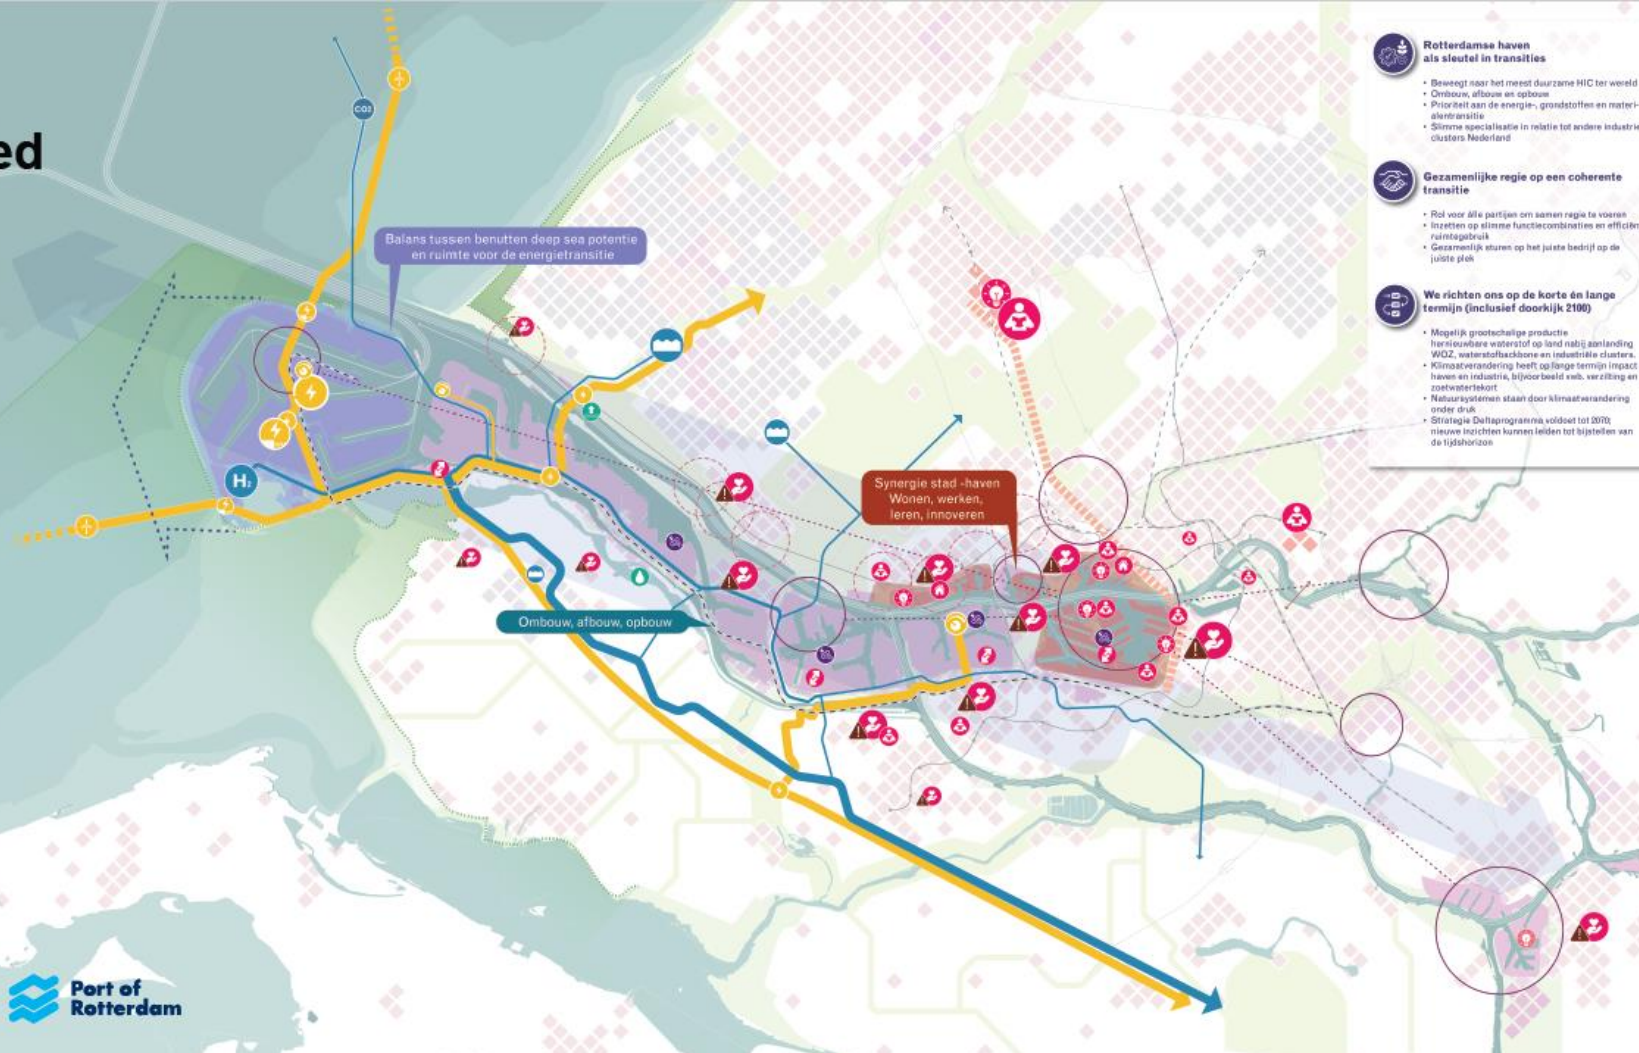 ed
CO2
Balans tussen benutten deep sea potentie
en ruimte voor de energietransitie
H2
Synergie stad -haven
Wonen, werken,
leren, innoveren
Ombouw, afbouw, opbouw
Port of
Rotterdam
Rotterdamse haven
als sleutel in transities
• Beweegt naar het meest duurzame HIC ter wereld
• Ombouw, afbouw en opbouw
• Prioriteit aan de energie-, grondstoffen en materi-
alentransitie
• Slimme specialisatie in relatie tot andere industrie
clusters Nederland
Gezamenlijke regie op een coherente
transitie
• Rol voor álle partijen om samen regie te voeren
• Inzetten op slimme functiecombinaties en efficiën
ruimtegebruik
• Gezamenlijk sturen op het juiste bedrijf op de
juiste plek
We richten ons op de korte én lange
termijn (inclusief doorkijk 2100)
• Mogelijk grootschalige productie
hernieuwbare waterstof op land nabij aanlanding
WOZ, waterstofbackbone en industriële clusters.
• Klimaatverandering heeft op lange termijn impact
haven en industrie, bijvoorbeeld vwb. verzilting en
zoetwatertekort
• Natuursystemen staan door klimaatverandering
onder druk
• Strategie Deltaprogramma voldoet tot 2070;
nieuwe inzichten kunnen leiden tot bijstellen van
de tijdshorizon